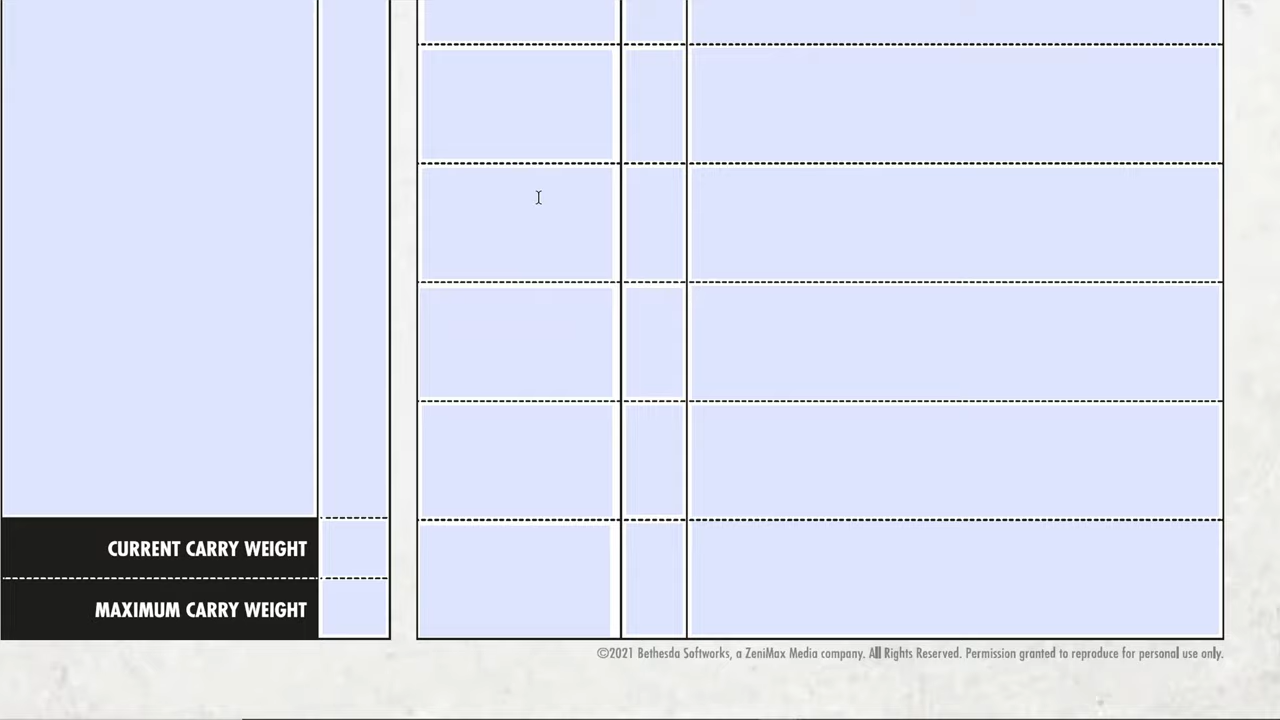 CURRENT CARRY WEIGHT
MAXIMUM CARRY WEIGHT
©2021 Bethesda Softworks, a ZeniMax Media company. All Rights Reserved. Permission granted to reproduce for personal use only.